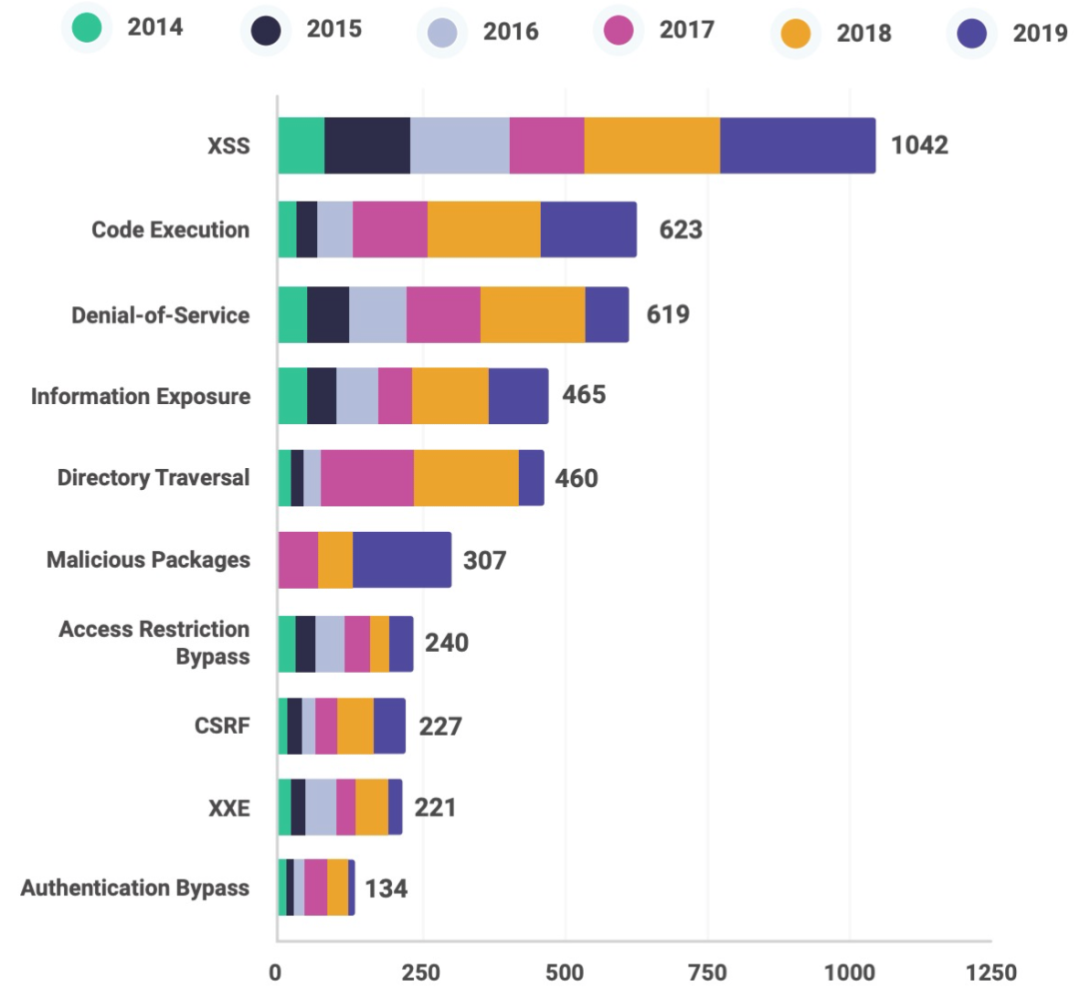 2014 2015 2016 2017 2018 2019
XSS 1042
Code Execution 623
Denial-of-Service 619
Information Exposure 465
Directory Traversal 460
Malicious Packages 307
Access Restriction
Bypass 240
CSRF 227
XXE 221
Authentication Bypass 134
0 250 500 750 1000 1250